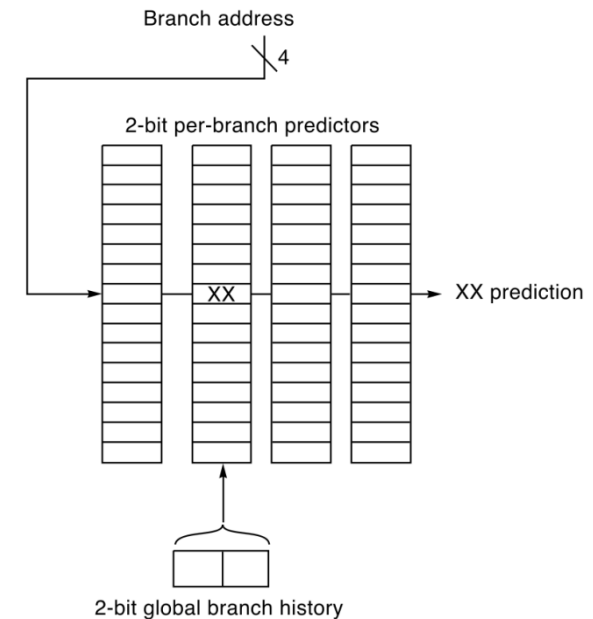 Branch address
4
2-bit per-branch predictors
XX
XX prediction
2-bit global branch history